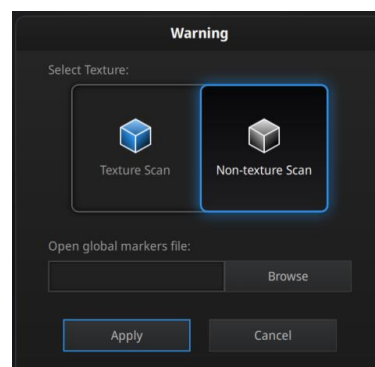 Warning
Select Texture:
Texture Scan
Non-texture Scan
Open global markers file:
Browse
Apply
Cancel